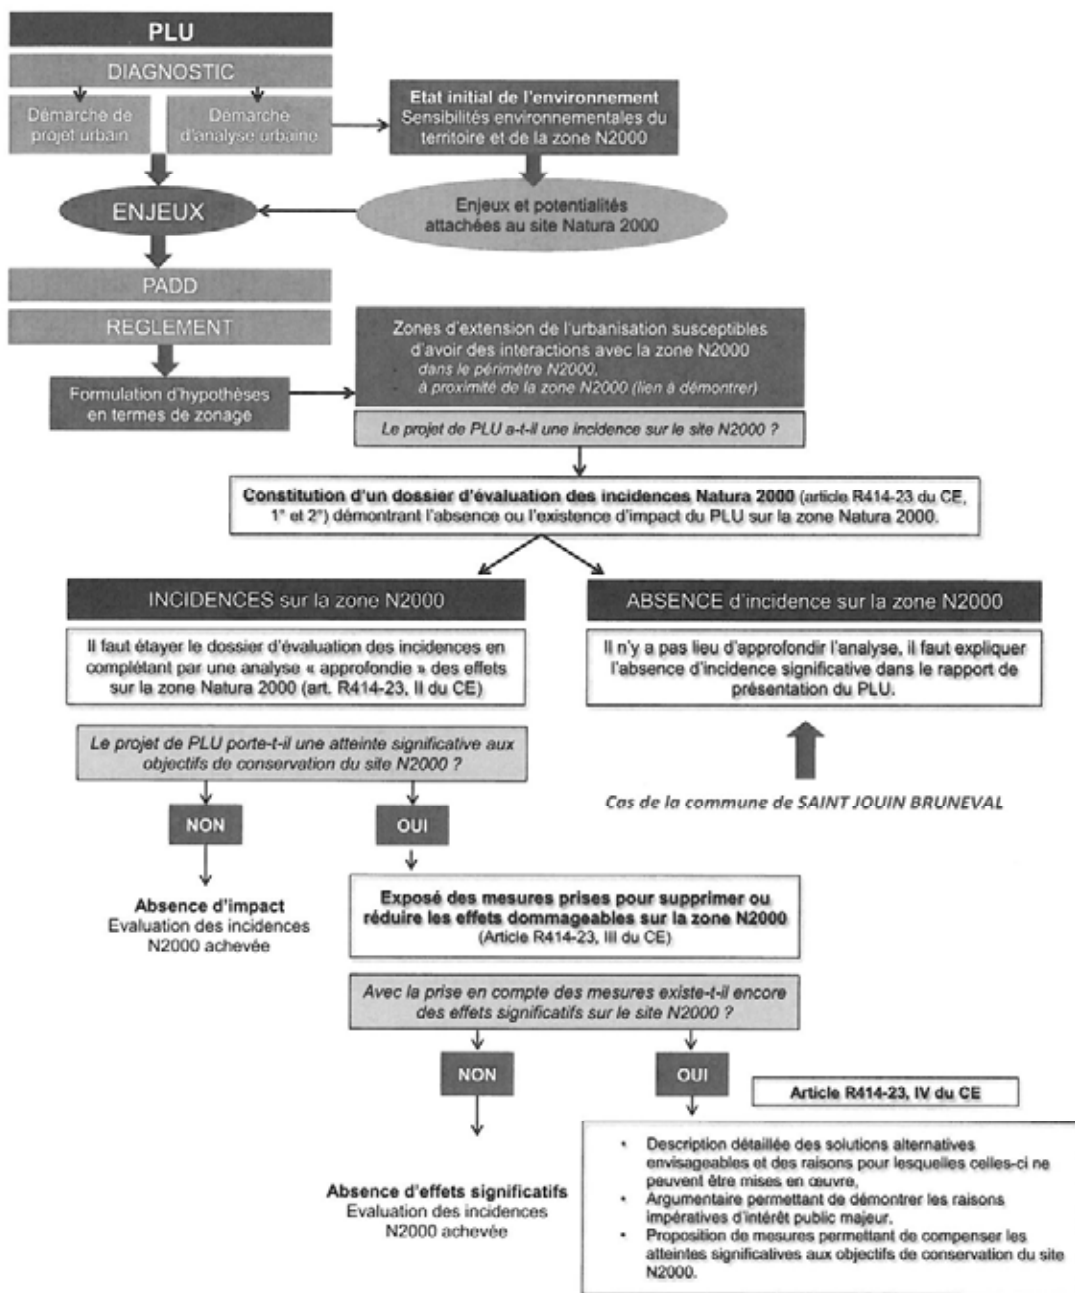 PLU
DIAGNOSTIC
Démarche de
projet urbain
Démarche
d'analyse urbaine
Etat initial de l'environnement
Sensibilités environnementales du
territoire et de la zone N2000
ENJEUX
Enjeux et potentialités
attachées au site Natura 2000
PADD
REGLEMENT
Formulation d'hypothèses
en termes de zonage
Zones d'extension de l'urbanisation susceptibles
d'avoir des interactions avec la zone N2000
dans le périmètre N2000,
à proximité de la zone N2000 (lien à démontrer)
Le projet de PLU a-t-il une incidence sur le site N2000 ?
Constitution d'un dossier d'évaluation des incidences Natura 2000 (article R414-23 du CE,
1° et 2°) démontrant l'absence ou l'existence d'impact du PLU sur la zone Natura 2000.
INCIDENCES sur la zone N2000
Il faut étayer le dossier d'évaluation des incidences en
complétant par une analyse « approfondie » des effets
sur la zone Natura 2000 (art. R414-23, II du CE)
ABSENCE d'incidence sur la zone N2000
Il n'y a pas lieu d'approfondir l'analyse, il faut expliquer
l'absence d'incidence significative dans le rapport de
présentation du PLU.
Cas de la commune de SAINT JOUIN BRUNEVAL
Le projet de PLU porte-t-il une atteinte significative aux
objectifs de conservation du site N2000 ?
NON
OUI
Absence d'impact
Evaluation des incidences
N2000 achevée
Exposé des mesures prises pour supprimer ou
réduire les effets dommageables sur la zone N2000
(Article R414-23, III du CE)
Avec la prise en compte des mesures existe-t-il encore
des effets significatifs sur le site N2000 ?
NON
OUI
Absence d'effets significatifs
Evaluation des incidences
N2000 achevée
Article R414-23, IV du CE
• Description détaillée des solutions alternatives
envisageables et des raisons pour lesquelles celles-ci ne
peuvent être mises en œuvre,
• Argumentaire permettant de démontrer les raisons
impératives d'intérêt public majeur.
• Proposition de mesures permettant de compenser les
atteintes significatives aux objectifs de conservation du site
N2000.